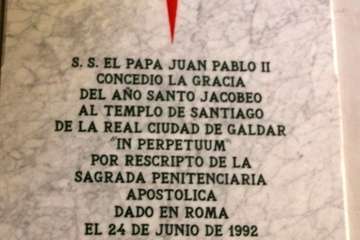 S. S. EL PAPA JUAN PABLO II
CONCEDIO LA GRACIA
DEL AÑO SANTO JACOBEO
AL TEMPLO DE SANTIAGO
DE LA REAL CIUDAD DE GALDAR
"IN PERPETUUM"
POR RESCRIPTO DE LA
SAGRADA PENITENCIARIA
APOSTOLICA
DADO EN ROMA
EL 24 DE JUNIO DE 1992